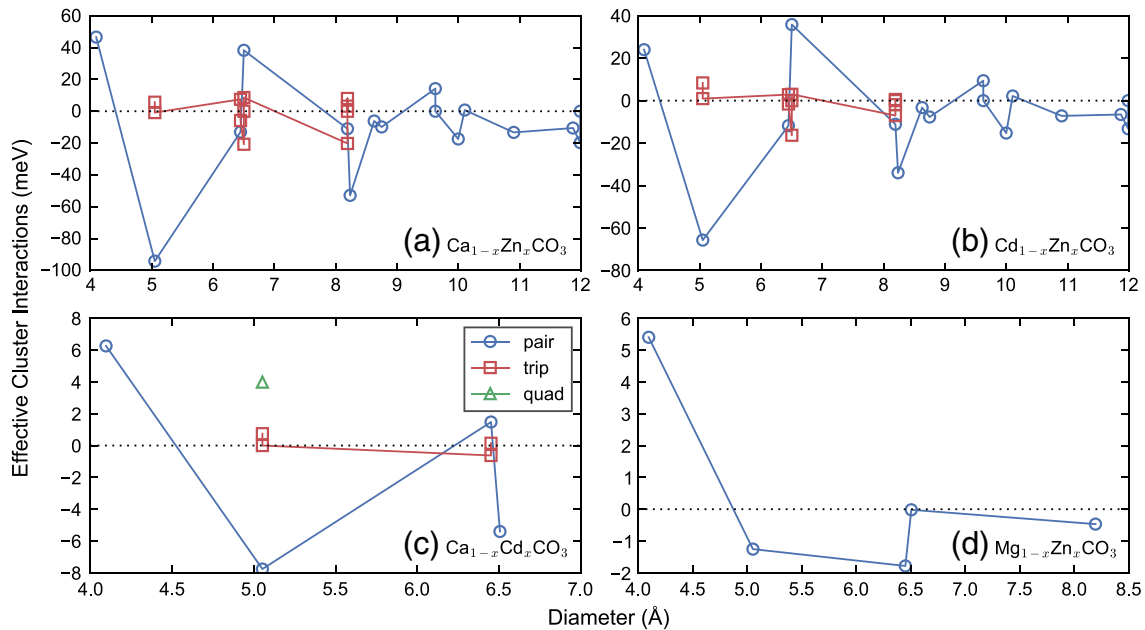 Effective Cluster Interactions (meV)
60
40
20
0
−20
−40
−60
−80
−100
4 5 6 7 8 9 10 11 12
(a) Ca1−xZnxCO3
40
20
0
−20
−40
−60
−80
4 5 6 7 8 9 10 11 12
(b) Cd1−xZnxCO3
8
6
4
2
0
−2
−4
−6
−8
4.0 4.5 5.0 5.5 6.0 6.5 7.0
pair
trip
quad
(c) Ca1−xCdxCO3
6
5
4
3
2
1
0
−1
−2
4.0 4.5 5.0 5.5 6.0 6.5 7.0 7.5 8.0 8.5
(d) Mg1−xZnxCO3
Diameter (Å)